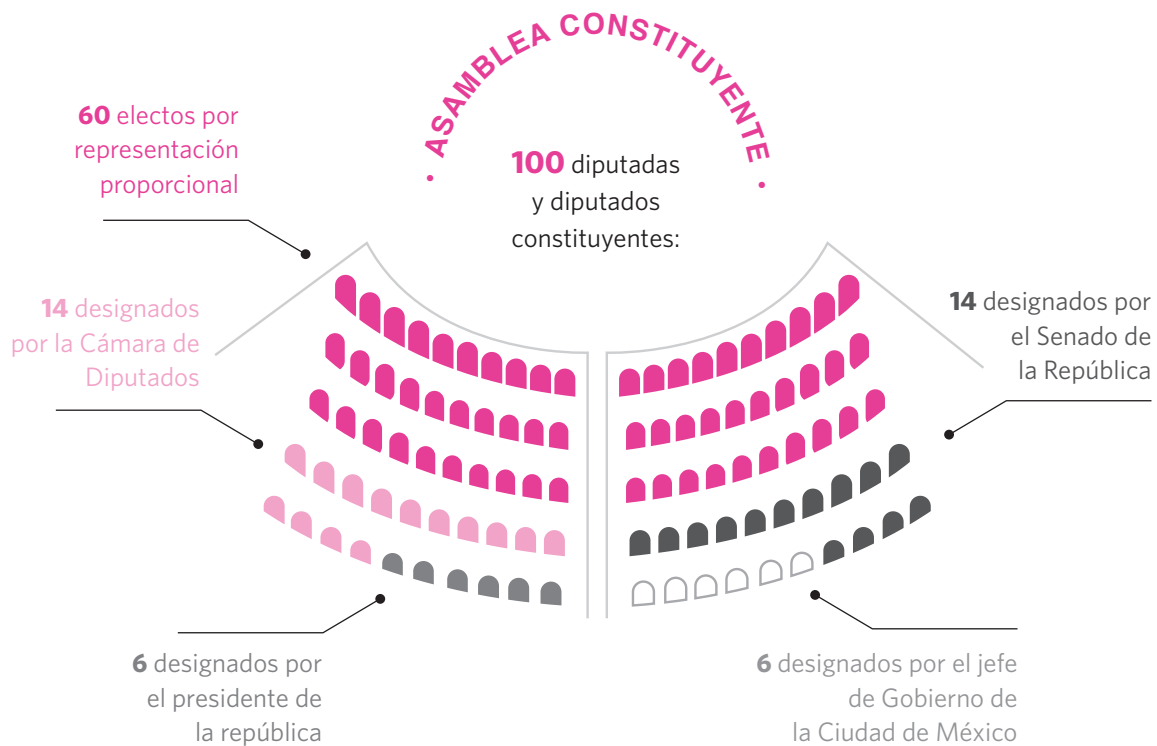 · ASAMBLEA CONSTITUYENTE ·
100 diputadas
y diputados
constituyentes:
60 electos por
representación
proporcional
14 designados
por la Cámara de
Diputados
14 designados por
el Senado de
la República
6 designados por
el presidente de
la república
6 designados por el jefe
de Gobierno de
la Ciudad de México